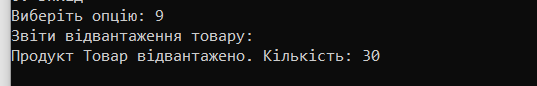 Виберіть опцію: 9
Звіти відвантаження товару:
Продукт Товар відвантажено. Кількість: 30